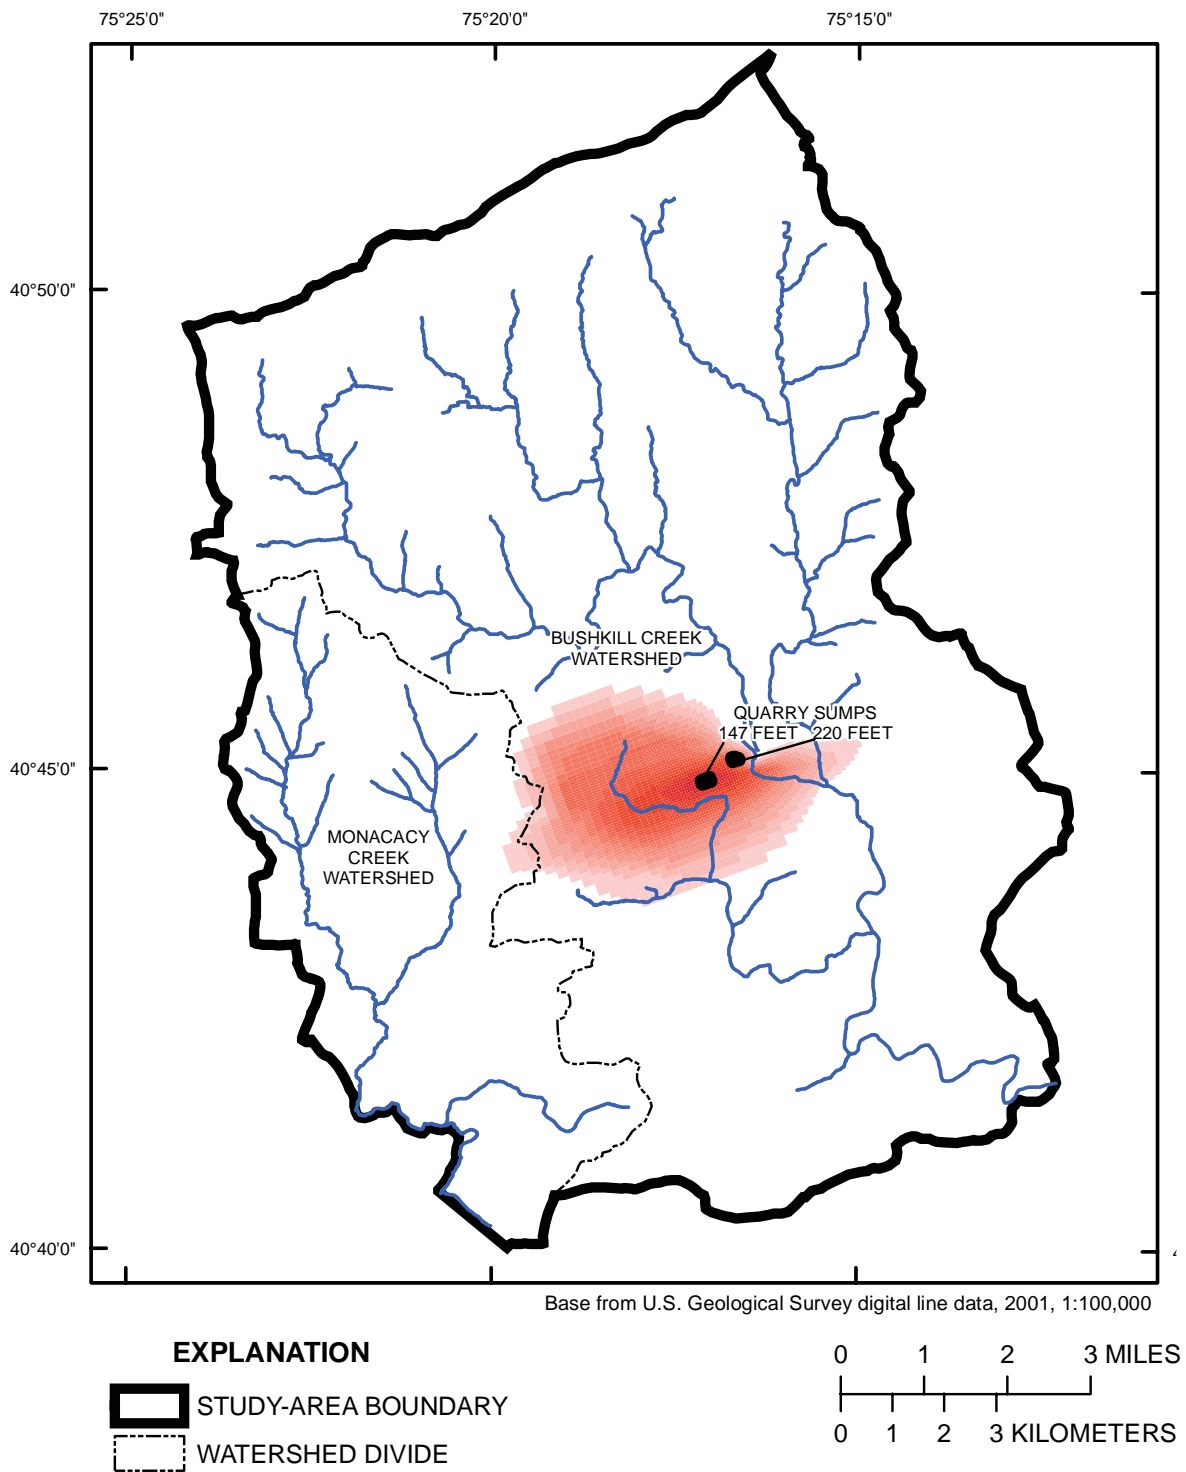 75°25'0"
75°20'0"
75°15'0"
40°50'0"
BUSHKILL CREEK
WATERSHED
QUARRY SUMPS
147 FEET
220 FEET
40°45'0"
MONACACY
CREEK
WATERSHED
40°40'0"
Base from U.S. Geological Survey digital line data, 2001, 1:100,000
EXPLANATION
STUDY-AREA BOUNDARY
WATERSHED DIVIDE
0 1 2 3 MILES
0 1 2 3 KILOMETERS